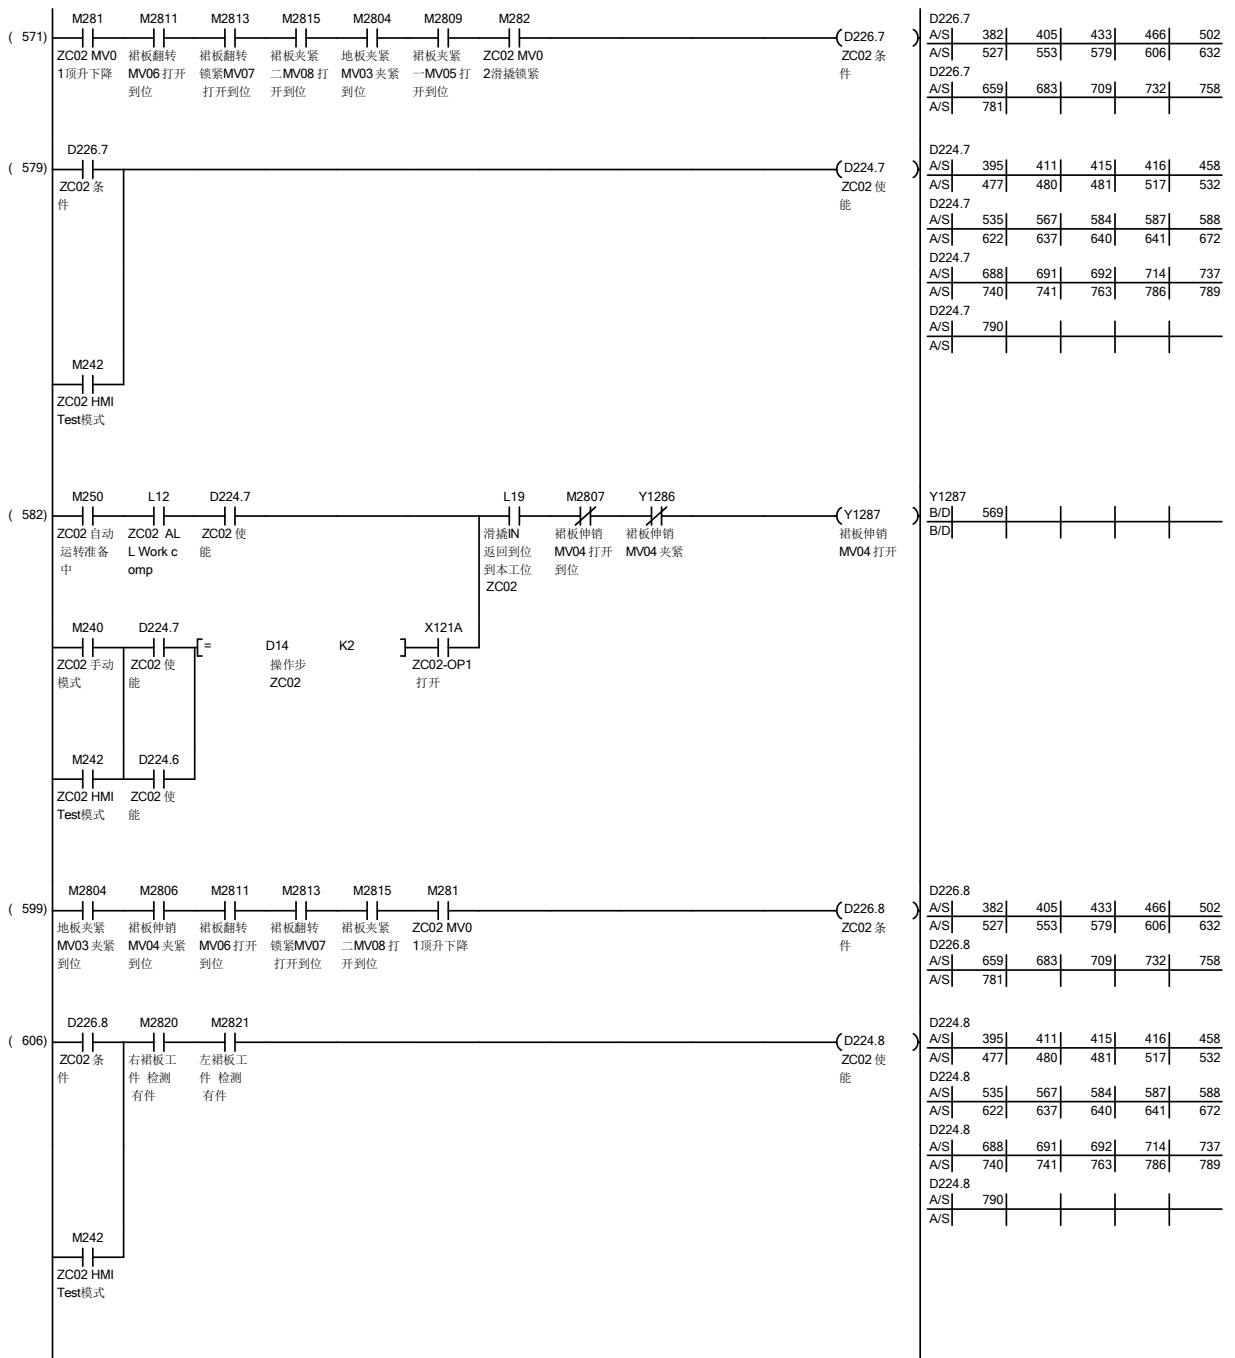 M281 M2811 M2813 M2815 M2804 M2809 M282
( 571) (D226.7 )
ZC02 MV0 裙板翻转 裙板翻转 裙板夹紧 地板夹紧 裙板夹紧 ZC02 MV0 ZC02 条
1顶升下降 MV06 打开 锁紧MV07 二MV08 打 MV03 夹紧 一MV05 打 2滑撬锁紧 件
到位 打开到位 开到位 到位 开到位
D226.7
A/S 382 405 433 466 502
A/S 527 553 579 606 632
D226.7
A/S 659 683 709 732 758
A/S 781
D226.7
( 579) (D224.7 )
ZC02 条 ZC02 使
件 能
D224.7
A/S 395 411 415 416 458
A/S 477 480 481 517 532
D224.7
A/S 535 567 584 587 588
A/S 622 637 640 641 672
D224.7
A/S 688 691 692 714 737
A/S 740 741 763 786 789
D224.7
A/S 790
A/S
M242
ZC02 HMI
Test模式
M250 L12 D224.7 L19 M2807 Y1286
( 582) (Y1287 )
ZC02 自动 ZC02 AL ZC02 使 滑撬IN 裙板伸销 裙板伸销 裙板伸销
运转准备 L Work c 能 返回到位 MV04 打开 MV04 夹紧 MV04 打开
中 omp 到本工位 到位
ZC02
Y1287
B/D 569
B/D
M240 D224.7 X121A
[= D14 K2 ]
ZC02 手动 ZC02 使 操作步 ZC02-OP1
模式 能 ZC02 打开
M242 D224.6
ZC02 HMI ZC02 使
Test模式 能
M2804 M2806 M2811 M2813 M2815 M281
( 599) (D226.8 )
地板夹紧 裙板伸销 裙板翻转 裙板翻转 裙板夹紧 ZC02 MV0 ZC02 条
MV03 夹紧 MV04 夹紧 MV06 打开 锁紧MV07 二MV08 打 1顶升下降 件
到位 到位 到位 打开到位 开到位
D226.8
A/S 382 405 433 466 502
A/S 527 553 579 606 632
D226.8
A/S 659 683 709 732 758
A/S 781
D226.8 M2820 M2821
( 606) (D224.8 )
ZC02 条 右裙板工 左裙板工 ZC02 使
件 件 检测 件 检测 能
有件 有件
D224.8
A/S 395 411 415 416 458
A/S 477 480 481 517 532
D224.8
A/S 535 567 584 587 588
A/S 622 637 640 641 672
D224.8
A/S 688 691 692 714 737
A/S 740 741 763 786 789
D224.8
A/S 790
A/S
M242
ZC02 HMI
Test模式